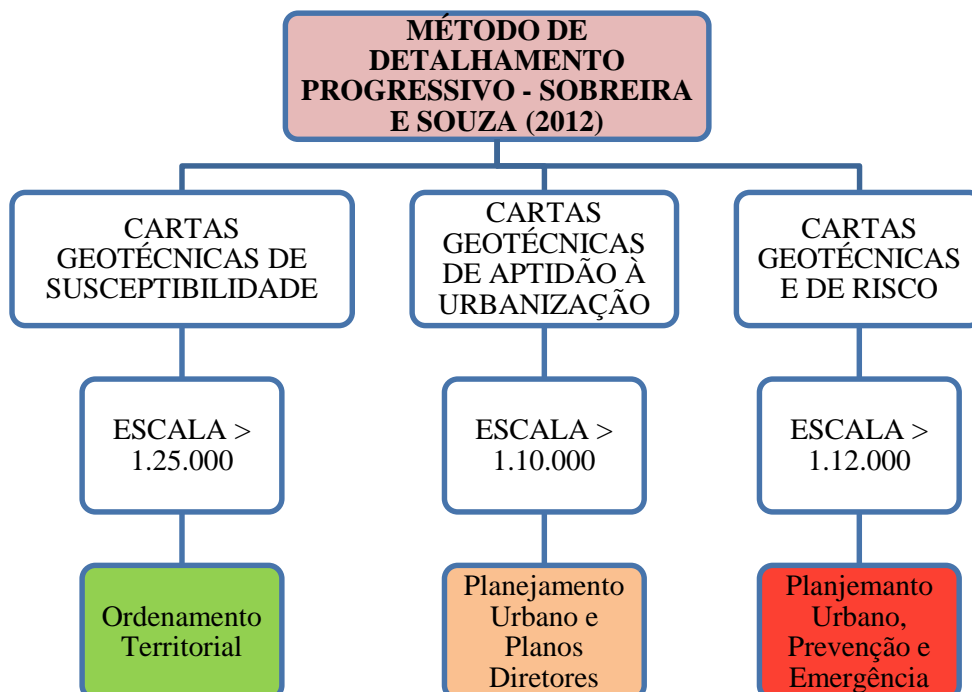 MÉTODO DE
DETALHAMENTO
PROGRESSIVO - SOBREIRA
E SOUZA (2012)
CARTAS
GEOTÉCNICAS DE
SUSCEPTIBILIDADE
CARTAS
GEOTÉCNICAS
DE APTIDÃO À
URBANIZAÇÃO
CARTAS
GEOTÉCNICAS
E DE RISCO
ESCALA >
1.25.000
ESCALA >
1.10.000
ESCALA >
1.12.000
Ordenamento
Territorial
Planejamento
Urbano e
Planos
Diretores
Planjemanto
Urbano,
Prevenção e
Emergência